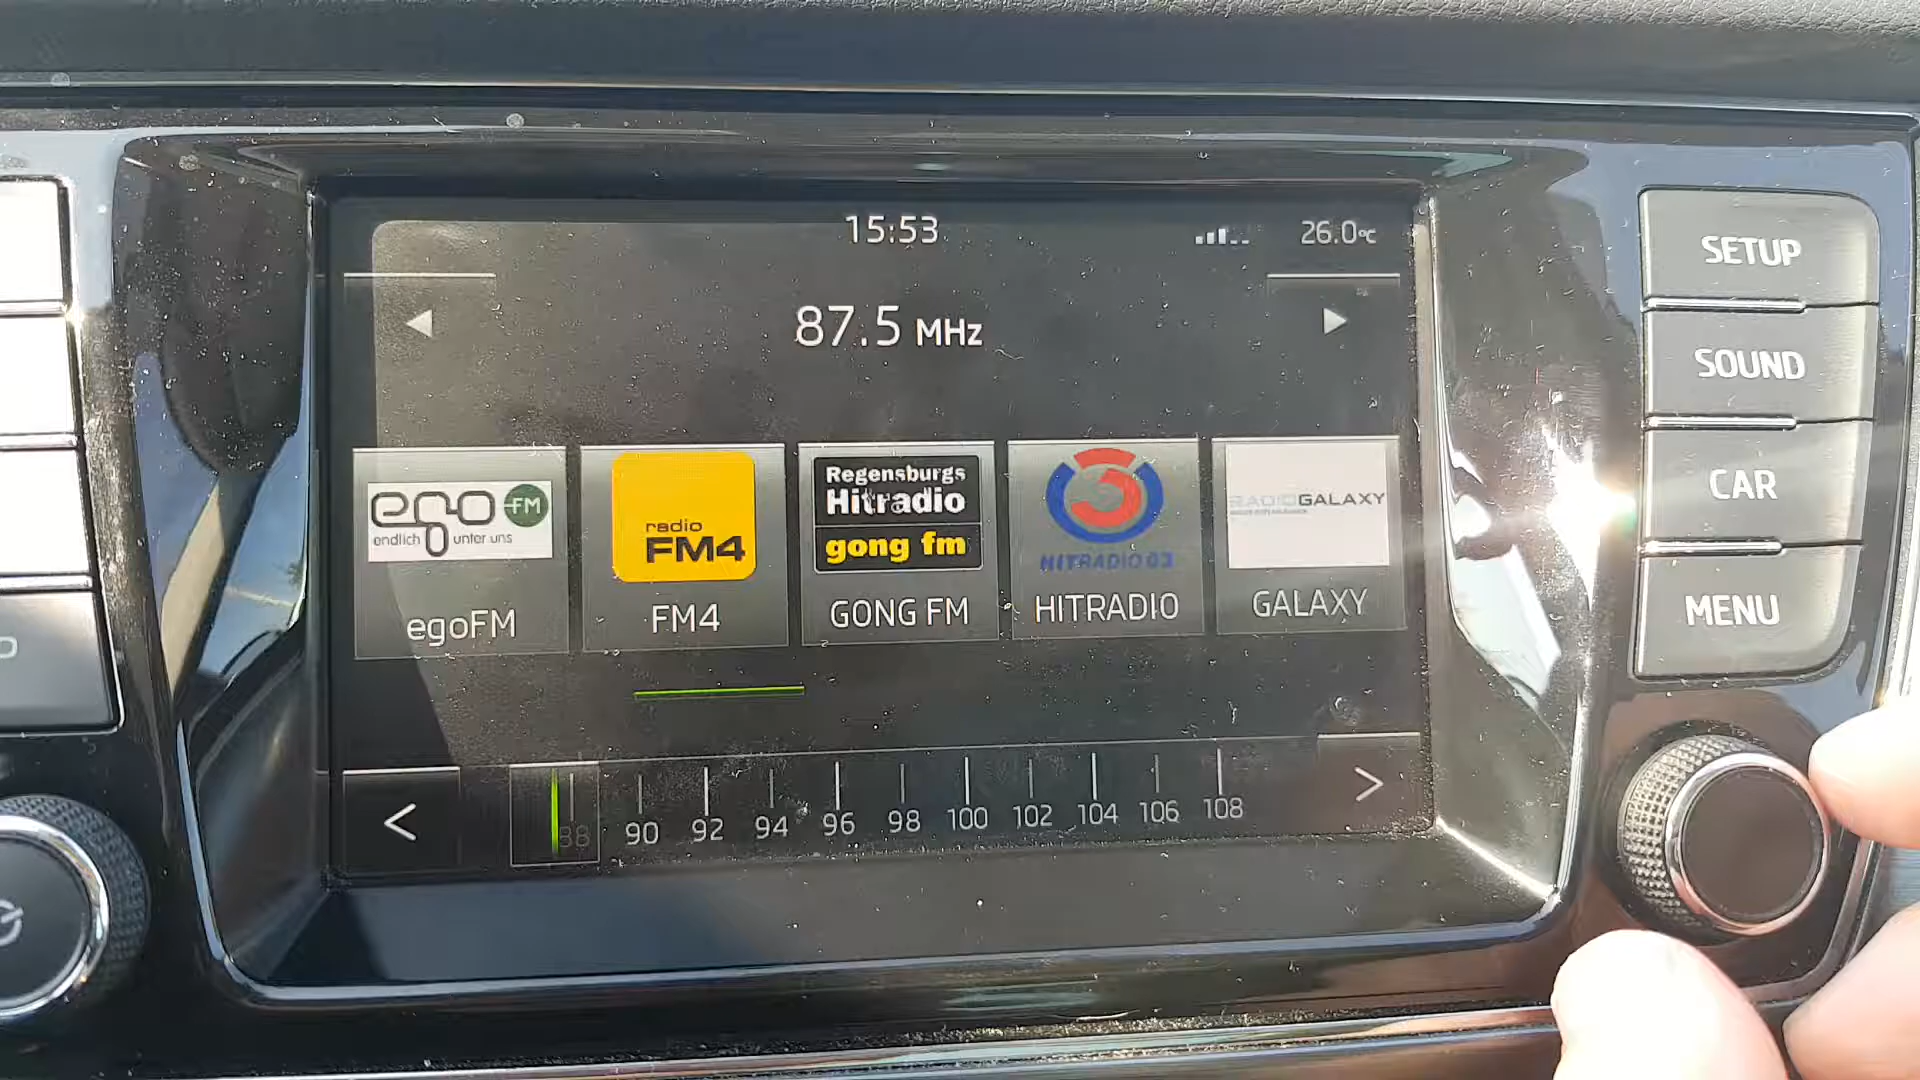 15:53
26.0°C
87.5 MHz
SETUP
SOUND
CAR
MENU
ego FM
endlich unter uns
egoFM
radio
FM4
FM4
Regensburgs
Hitradio
gong fm
GONG FM
3
HITRADIO Ö3
HITRADIO
RADIO GALAXY
GALAXY
<
88 90 92 94 96 98 100 102 104 106 108
>